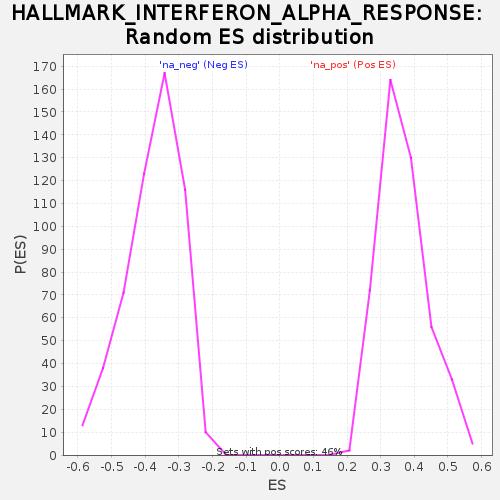 HALLMARK_INTERFERON_ALPHA_RESPONSE:
Random ES distribution
'na_neg' (Neg ES) 'na_pos' (Pos ES)
170
160
150
140
130
120
110
100
90
80
70
60
50
40
30
20
10
0
P(ES)
Sets with pos scores: 46%
-0.6 -0.5 -0.4 -0.3 -0.2 -0.1 0.0 0.1 0.2 0.3 0.4 0.5 0.6
ES